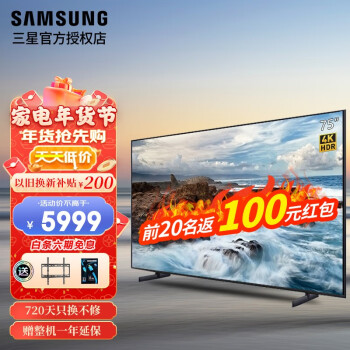 SAMSUNG
三星官方授权店
家电年货节
年货抢先购
天天低价
以旧换新补贴￥200
活动价不高于
￥5999
白条六期免息
送
720天只换不修
赠整机一年延保
75"
4K
HDR
前20名返100元红包